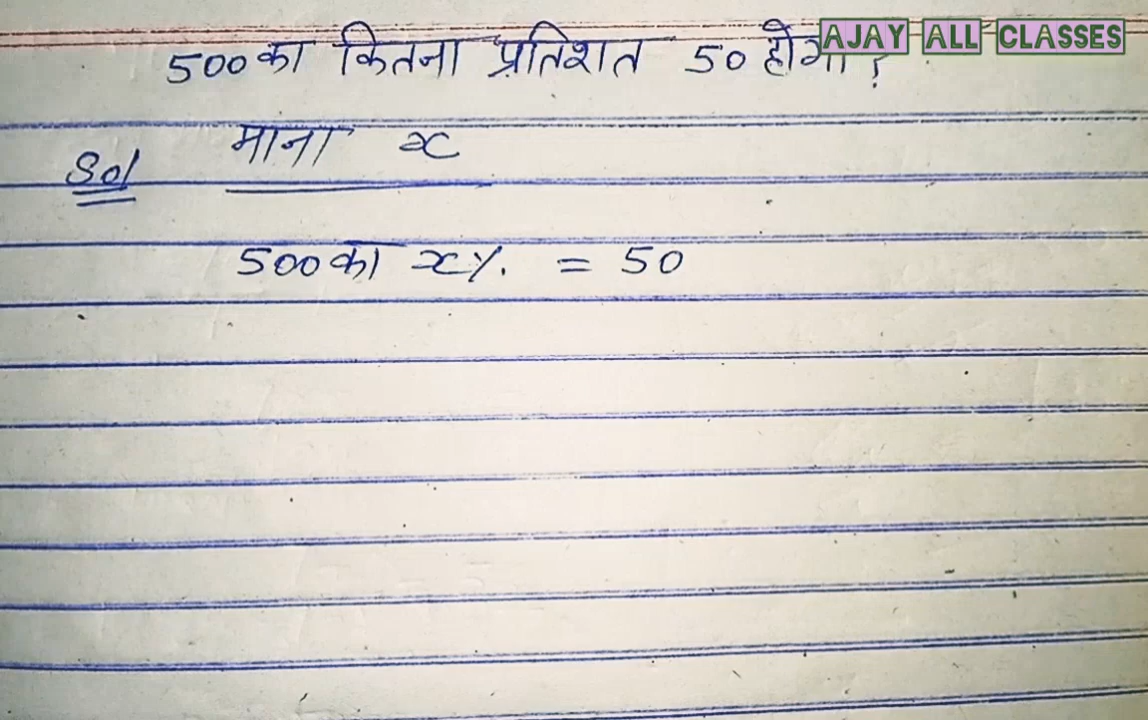 AJAY ALL CLASSES
500 का कितना प्रतिशत 50 होगा?
माना x
Sol
500 का x% = 50